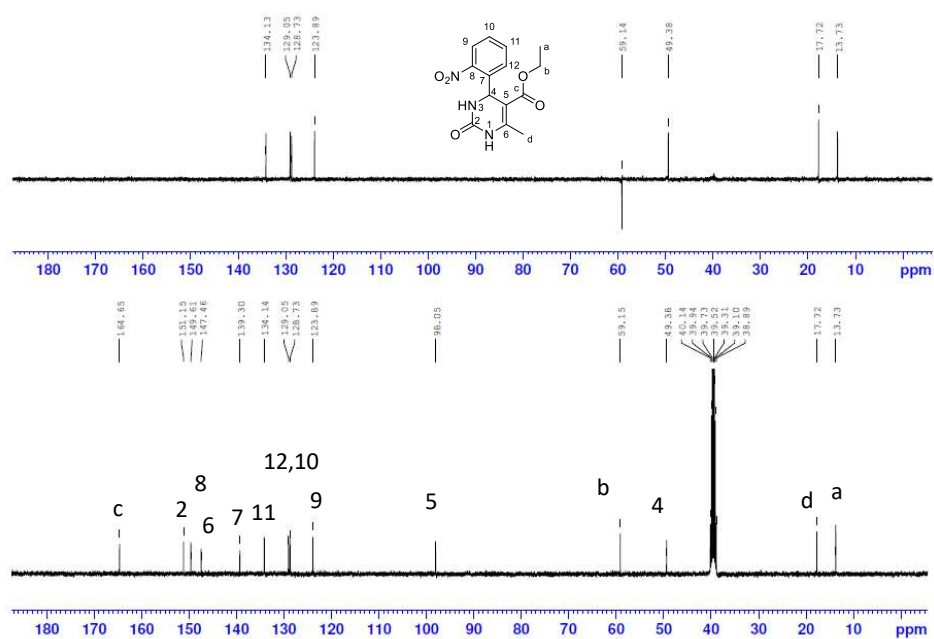 134.13
129.05
128.73
123.89
59.14
49.38
17.72
13.73
10
9
11
a
12
O
b
O₂N
8
7
c
4
5
O
HN
3
2
1
6
O
N
H
d
180 170 160 150 140 130 120 110 100 90 80 70 60 50 40 30 20 10 ppm
164.65
151.15
149.61
147.46
139.30
134.14
129.05
128.73
123.89
98.05
59.15
49.38
40.14
39.94
39.73
39.52
39.31
39.10
38.89
17.72
13.73
12,10
8
c
2
6
7
11
9
5
b
4
d
a
180 170 160 150 140 130 120 110 100 90 80 70 60 50 40 30 20 10 ppm